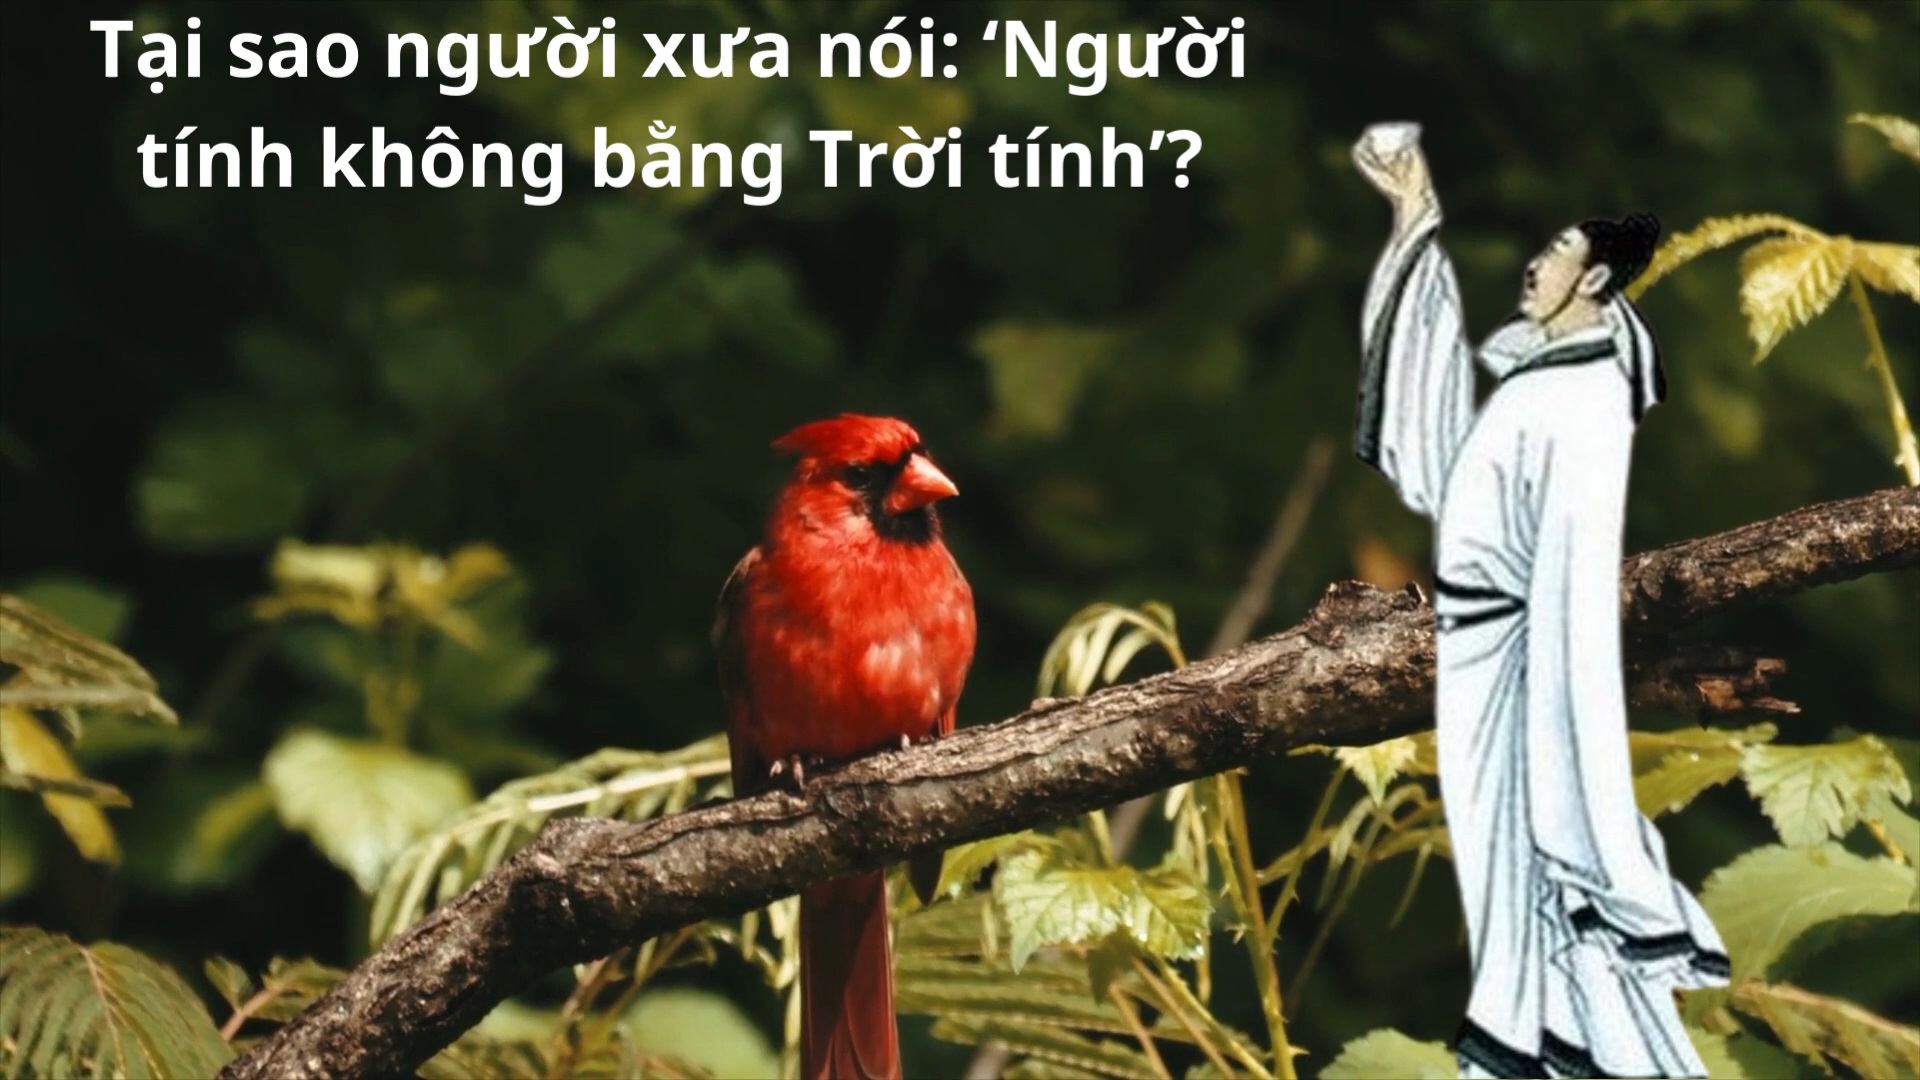 Tại sao người xưa nói: ‘Người
tính không bằng Trời tính’?